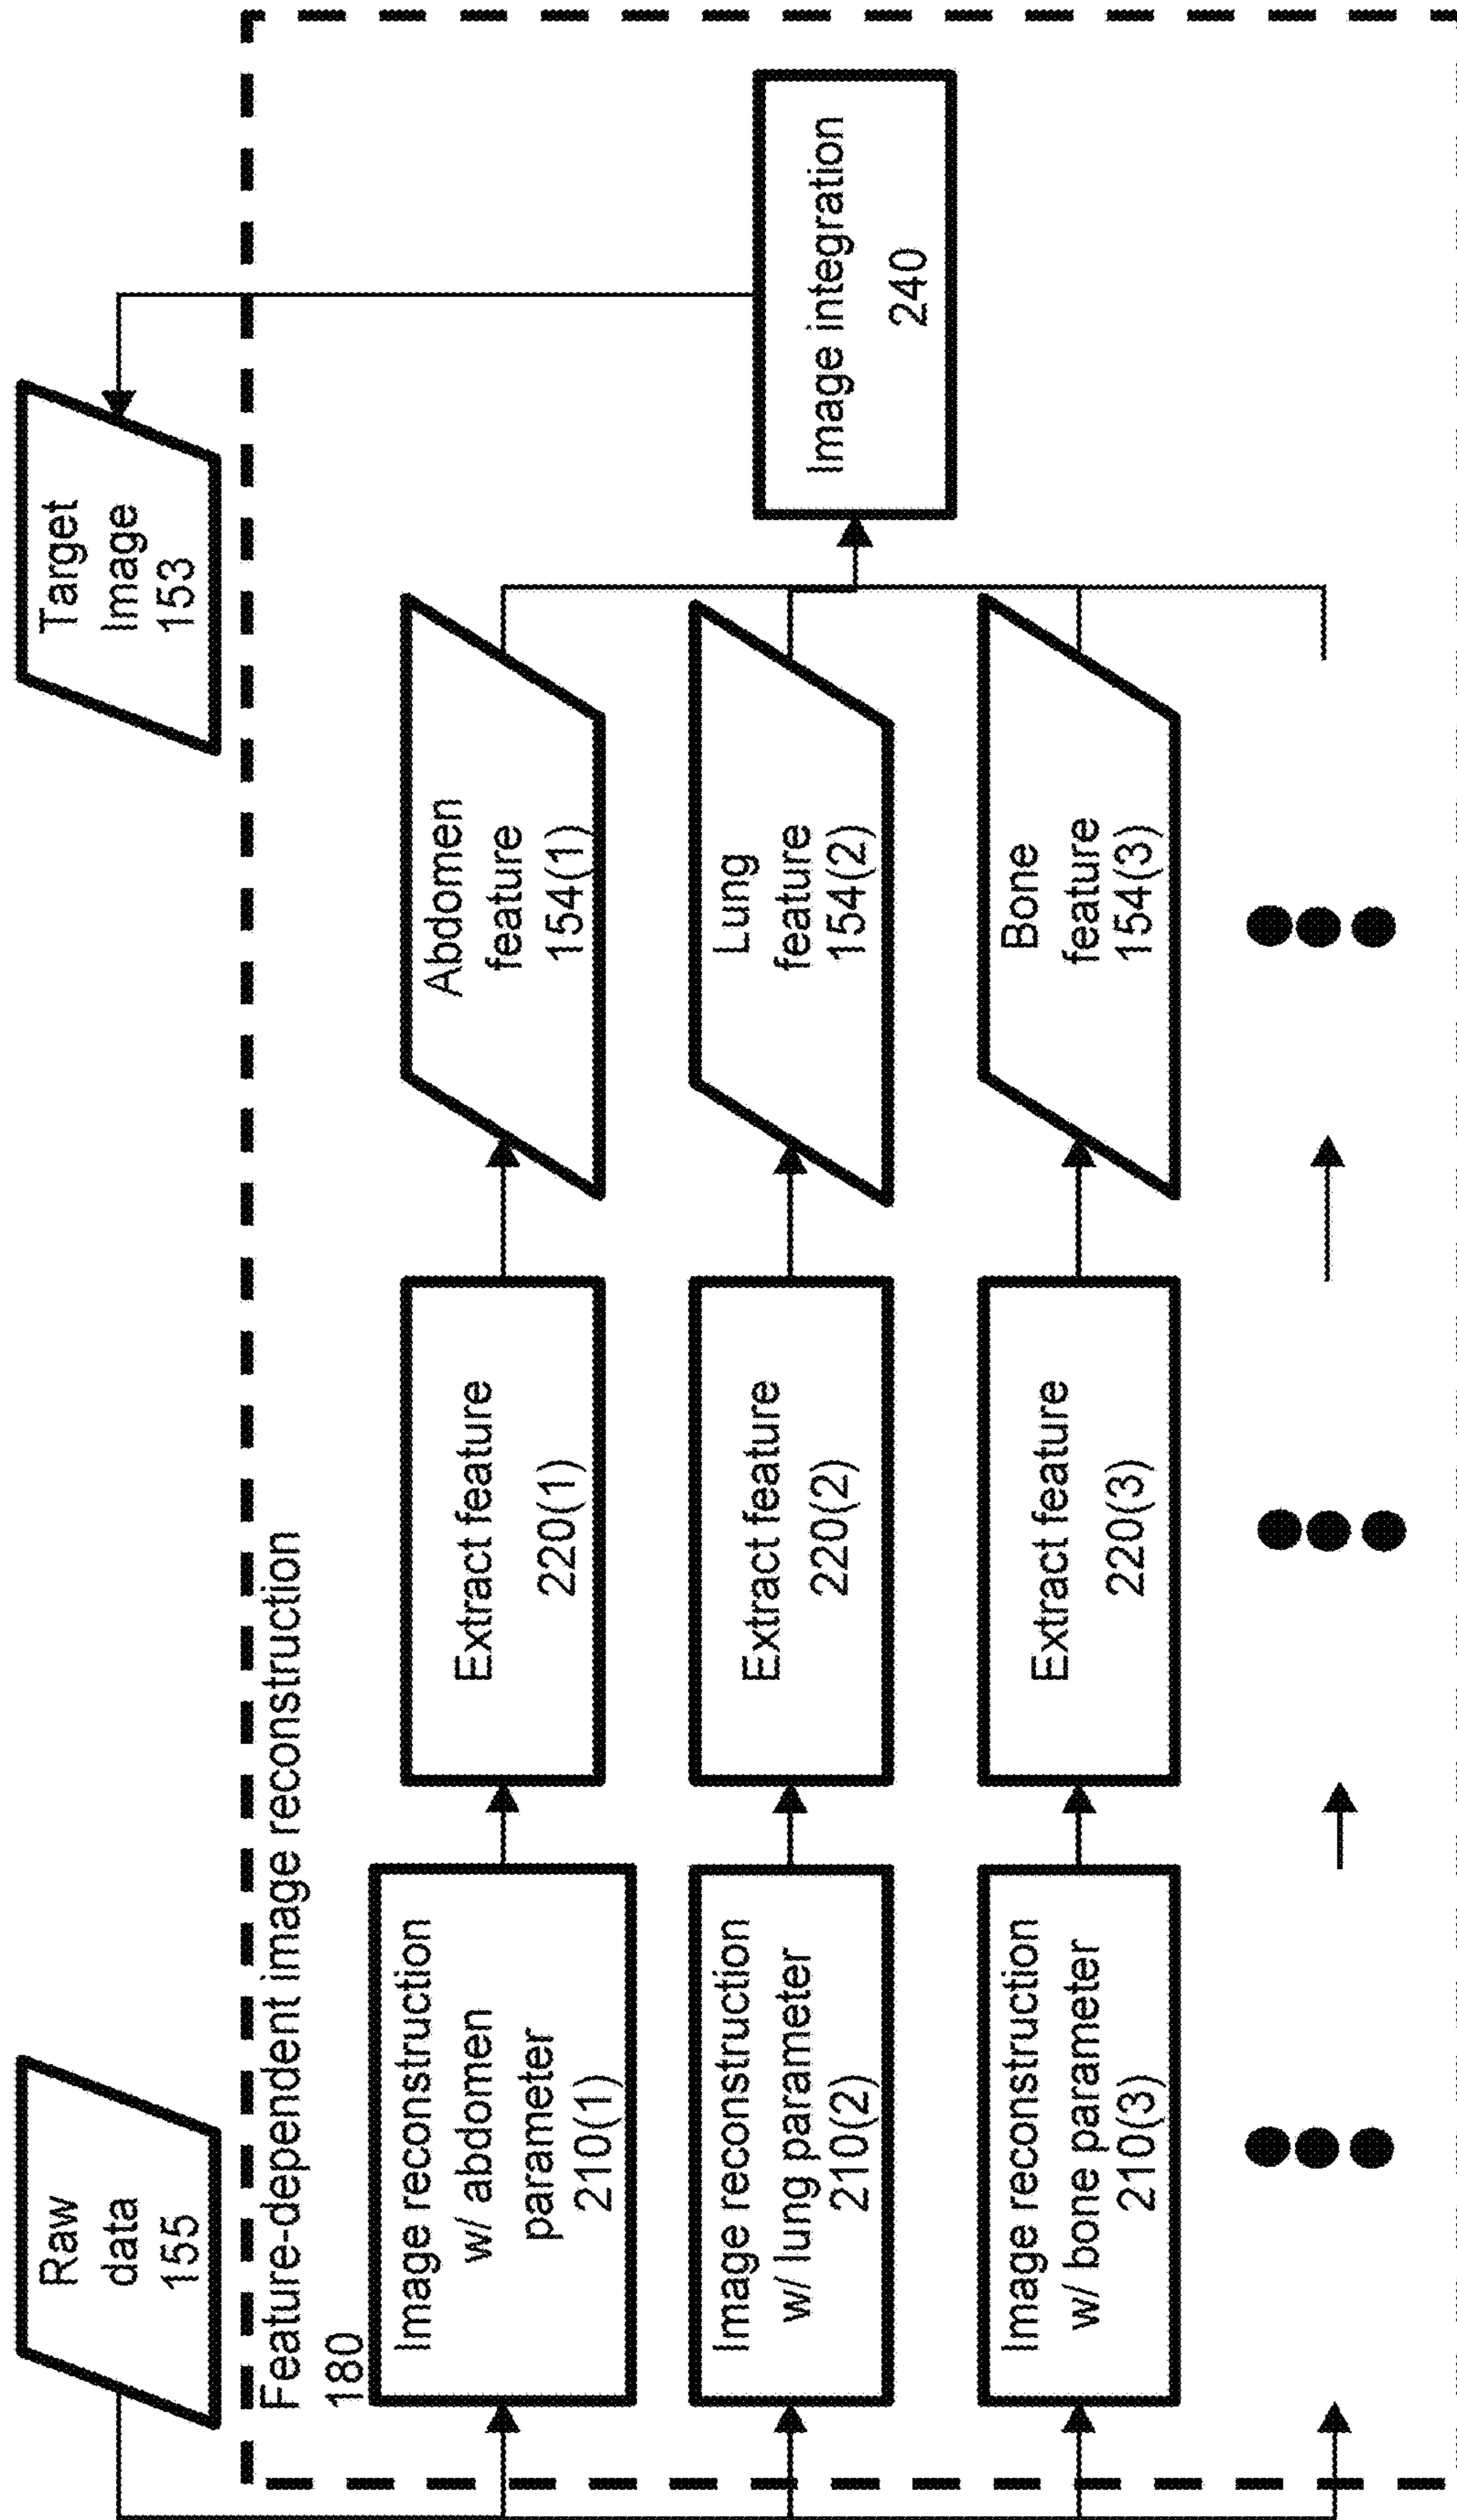 Raw
data
155
Target
Image
153
Feature-dependent image reconstruction
180
Image reconstruction
w/ abdomen
parameter
210(1)
Extract feature
220(1)
Abdomen
feature
154(1)
Image reconstruction
w/ lung parameter
210(2)
Extract feature
220(2)
Lung
feature
154(2)
Image integration
240
Image reconstruction
w/ bone parameter
210(3)
Extract feature
220(3)
Bone
feature
154(3)